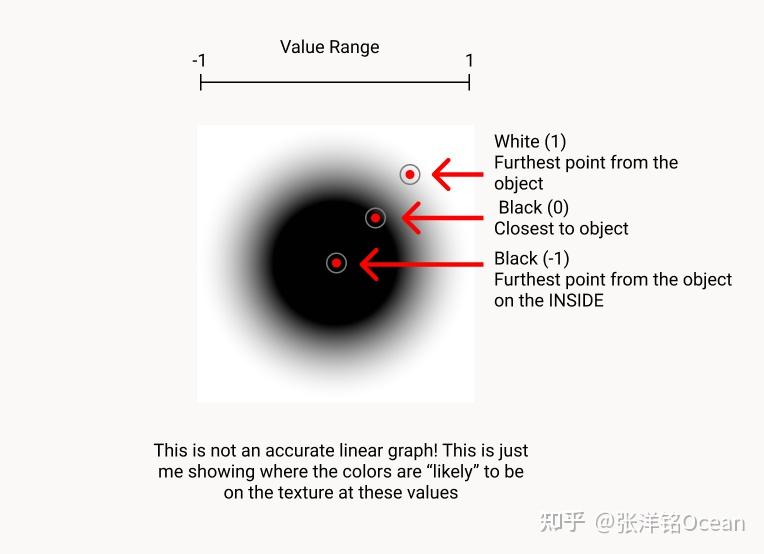 Value Range
-1
1
White (1)
Furthest point from the
object
Black (0)
Closest to object
Black (-1)
Furthest point from the object
on the INSIDE
This is not an accurate linear graph! This is just
me showing where the colors are “likely” to be
on the texture at these values
知乎 @张洋铭Ocean